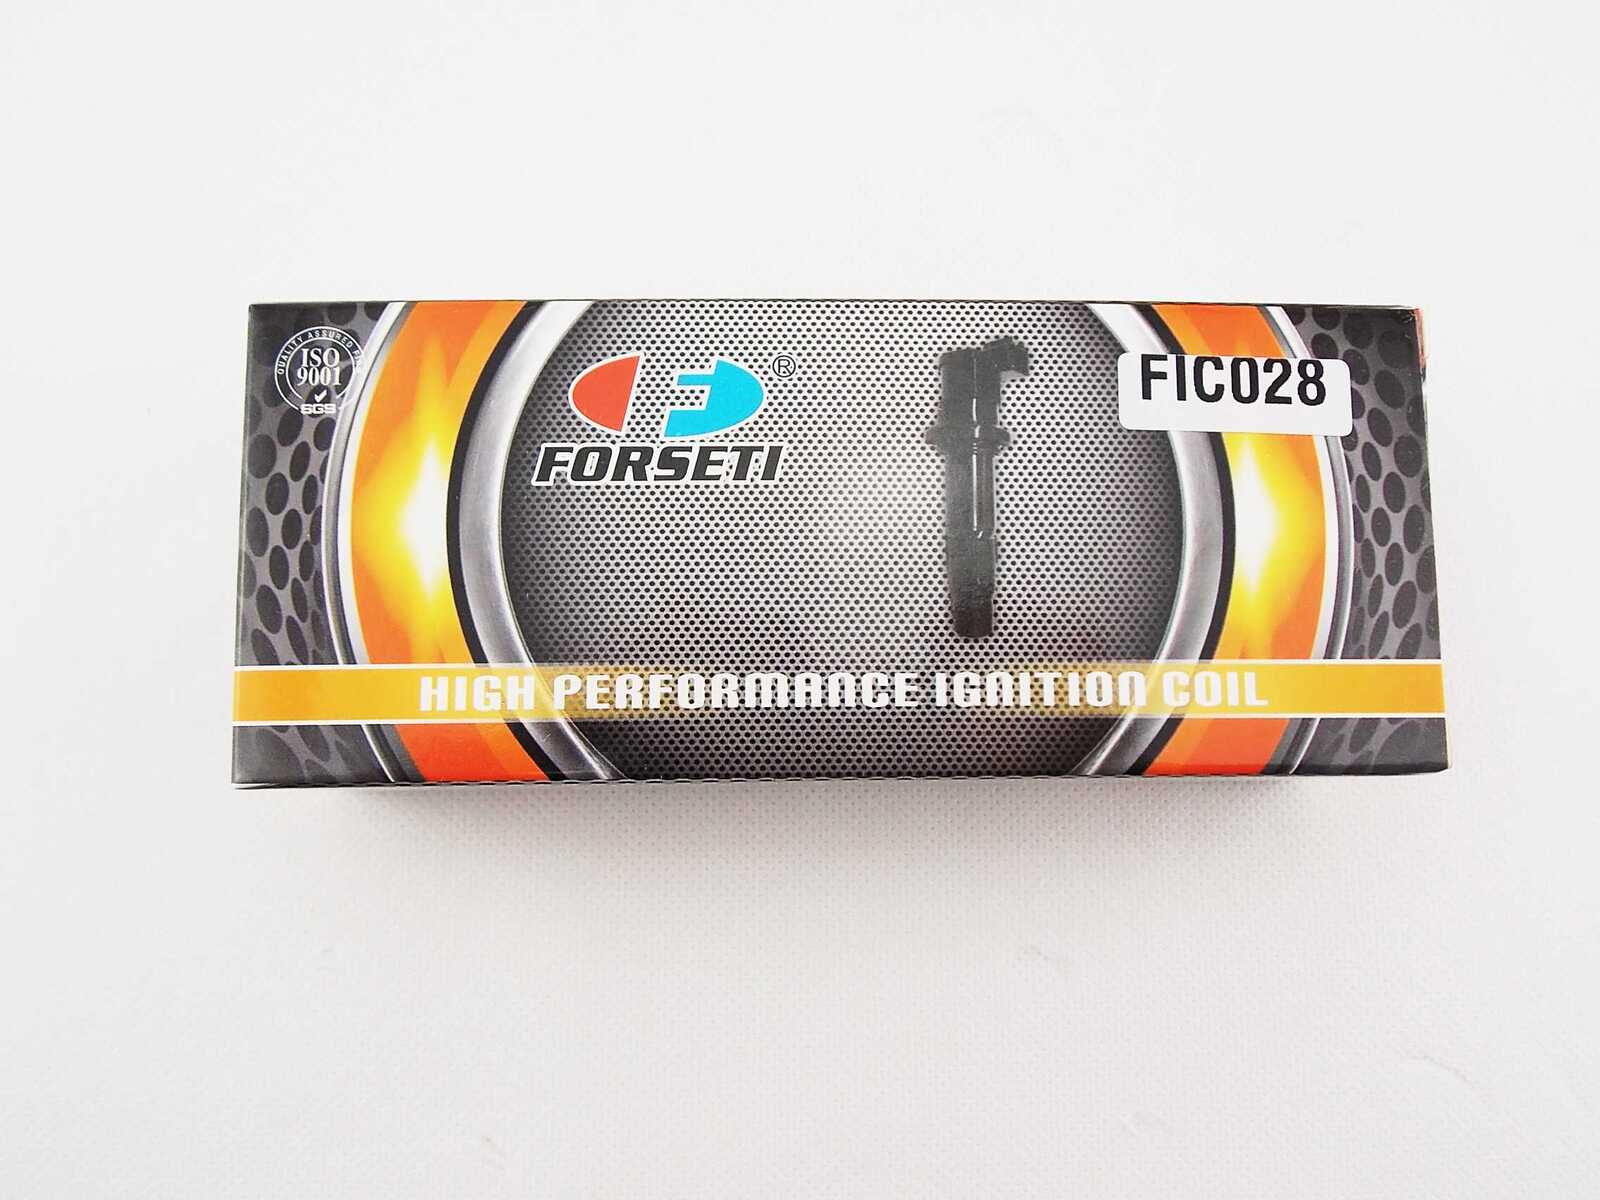 QUALITY ASSURED
ISO
9001
SGS
F
®
FORSETI
FIC028
HIGH PERFORMANCE IGNITION COIL